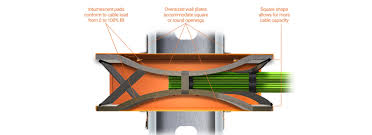 Intumescent pads
conform to cable load
from 0 to 100% fill
Oversized wall plates
accommodate square
or round openings
Square shape
allows for more
cable capacity